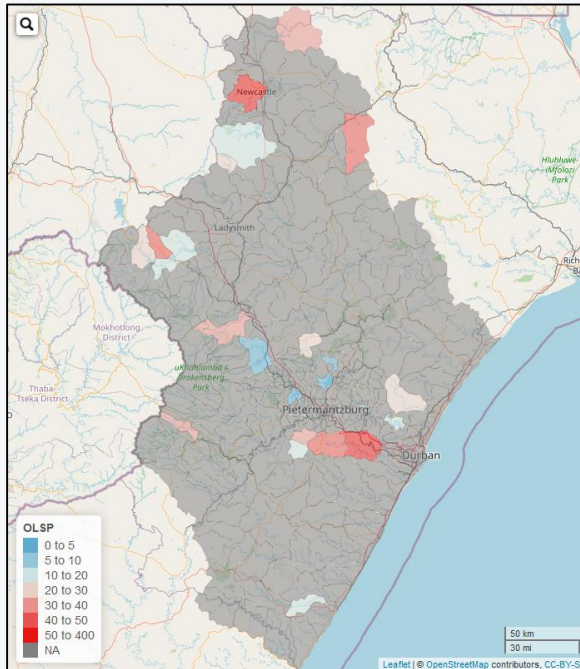 Newcastle
Hluhluwe-
iMfolozi
Park
Ladysmith
Mokhotlong
District
Thaba-
Tseka District
uKhahlamba
Drakensberg
Park
Pietermaritzburg
Durban
OLSP
0 to 5
5 to 10
10 to 20
20 to 30
30 to 40
40 to 50
50 to 400
NA
50 km
30 mi
Leaflet | © OpenStreetMap contributors, CC-BY-S